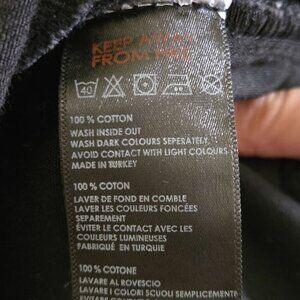 KEEP AWAY
FROM FIRE
40
100 % COTTON
WASH INSIDE OUT
WASH DARK COLOURS SEPERATELY.
AVOID CONTACT WITH LIGHT COLOURS
MADE IN TURKEY
100 % COTON
LAVER DE FOND EN COMBLE
LAVER LES COULEURS FONCÉES
SEPAREMENT
ÉVITER LE CONTACT AVEC LES
COULEURS LUMINEUSES
FABRIQUÉ EN TURQUIE
100 % COTONE
LAVARE AL ROVESCIO
LAVARE I COLORI SCUOLI SEMPLICEMENTE